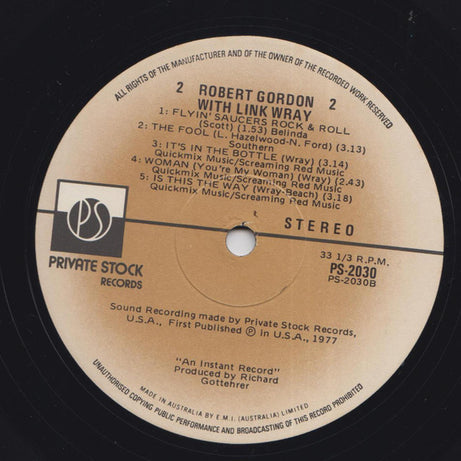 ALL RIGHTS OF THE MANUFACTURER AND OF THE OWNER OF THE RECORDED WORK RESERVED
2 ROBERT GORDON 2
WITH LINK WRAY
1: FLYIN' SAUCERS ROCK & ROLL
(Scott) (1.53) Belinda
2: THE FOOL (L. Hazelwood-N. Ford) (3.13)
Southern
3: IT'S IN THE BOTTLE (Wray) (3.14)
Quickmix Music/Screaming Red Music
4: WOMAN (You're My Woman) (Wray) (2.43)
Quickmix Music/Screaming Red Music
5: IS THIS THE WAY (Wray-Beach) (3.18)
Quickmix Music/Screaming Red Music
PS
STEREO
PRIVATE STOCK
RECORDS
33 1/3 R.P.M.
PS-2030
PS-2030B
Sound Recording made by Private Stock Records,
U.S.A., First Published ℗ in U.S.A., 1977
"An Instant Record"
Produced by Richard
Gottehrer
MADE IN AUSTRALIA BY E.M.I. (AUSTRALIA) LIMITED
UNAUTHORISED COPYING PUBLIC PERFORMANCE AND BROADCASTING OF THIS RECORD PROHIBITED